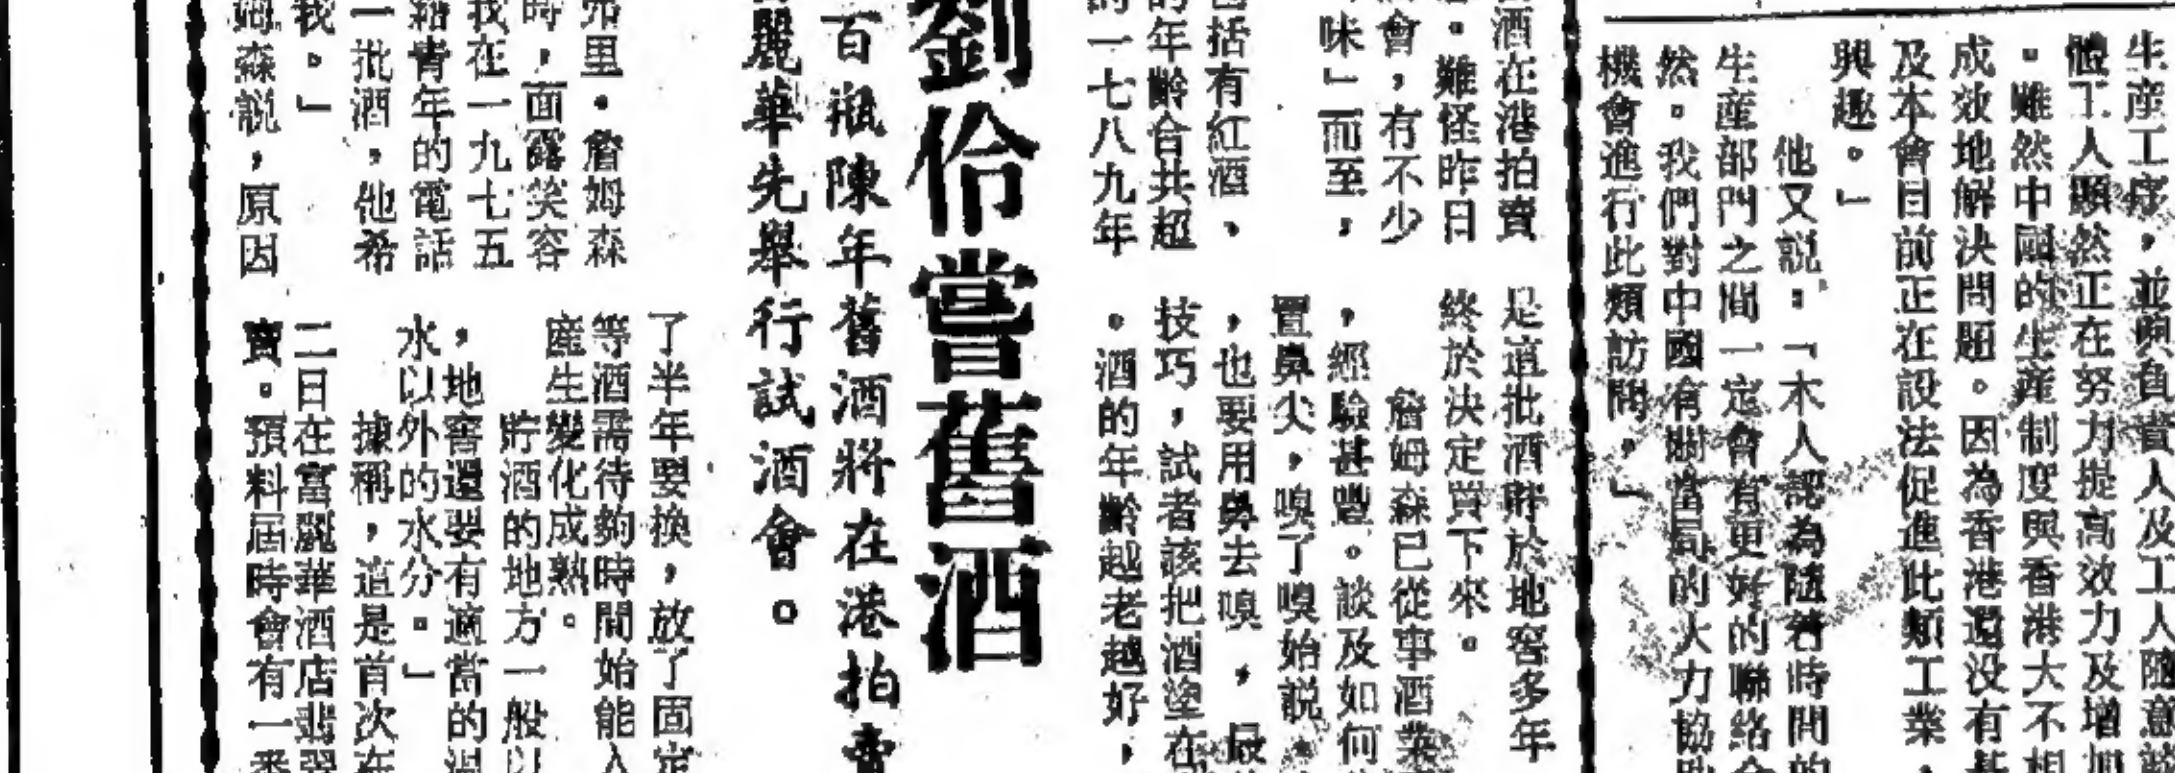 生産工序，並與負責人及工人隨意談
體工人顯然正在努力提高效力及增加
。雖然中國的生產制度與香港大不相
成效地解決問題。因為香港還没有甚
及本會目前正在設法促進此類工業，
興趣。」
他又説：「本人認為隨着時間的
生産部門之間一定會有更好的聯絡
然。我們對中國有關當局的大力協助
機會進行此類訪問。」
酒在港拍賣
。難怪昨日
會，有不少
味」而至，
括有紅酒、
的年齡合共超
一七八九年
是這批酒貯於地窖多年
終於決定買下來。
詹姆森已從事酒業
，經驗甚豐。談及如何
置鼻尖，嗅了嗅始説
，也要用鼻去嗅，最
技巧，試者該把酒塗在
。酒的年齡越老越好，
劉伶嘗舊酒
百瓶陳年舊酒將在港拍賣
麗華先舉行試酒會。
弗里・詹姆森
時，面露笑容
我在一九七五
籍青年的電話
一批酒，他希
我。」
姆森説，原因
了半年要換，放了固定
等酒需待夠時間始能入
産生變化成熟。
貯酒的地方一般以
，地窖還要有適當的濕
水以外的水分。」
據稱，這是首次在
二日在富麗華酒店翡翠
賣。預料屆時會有一番